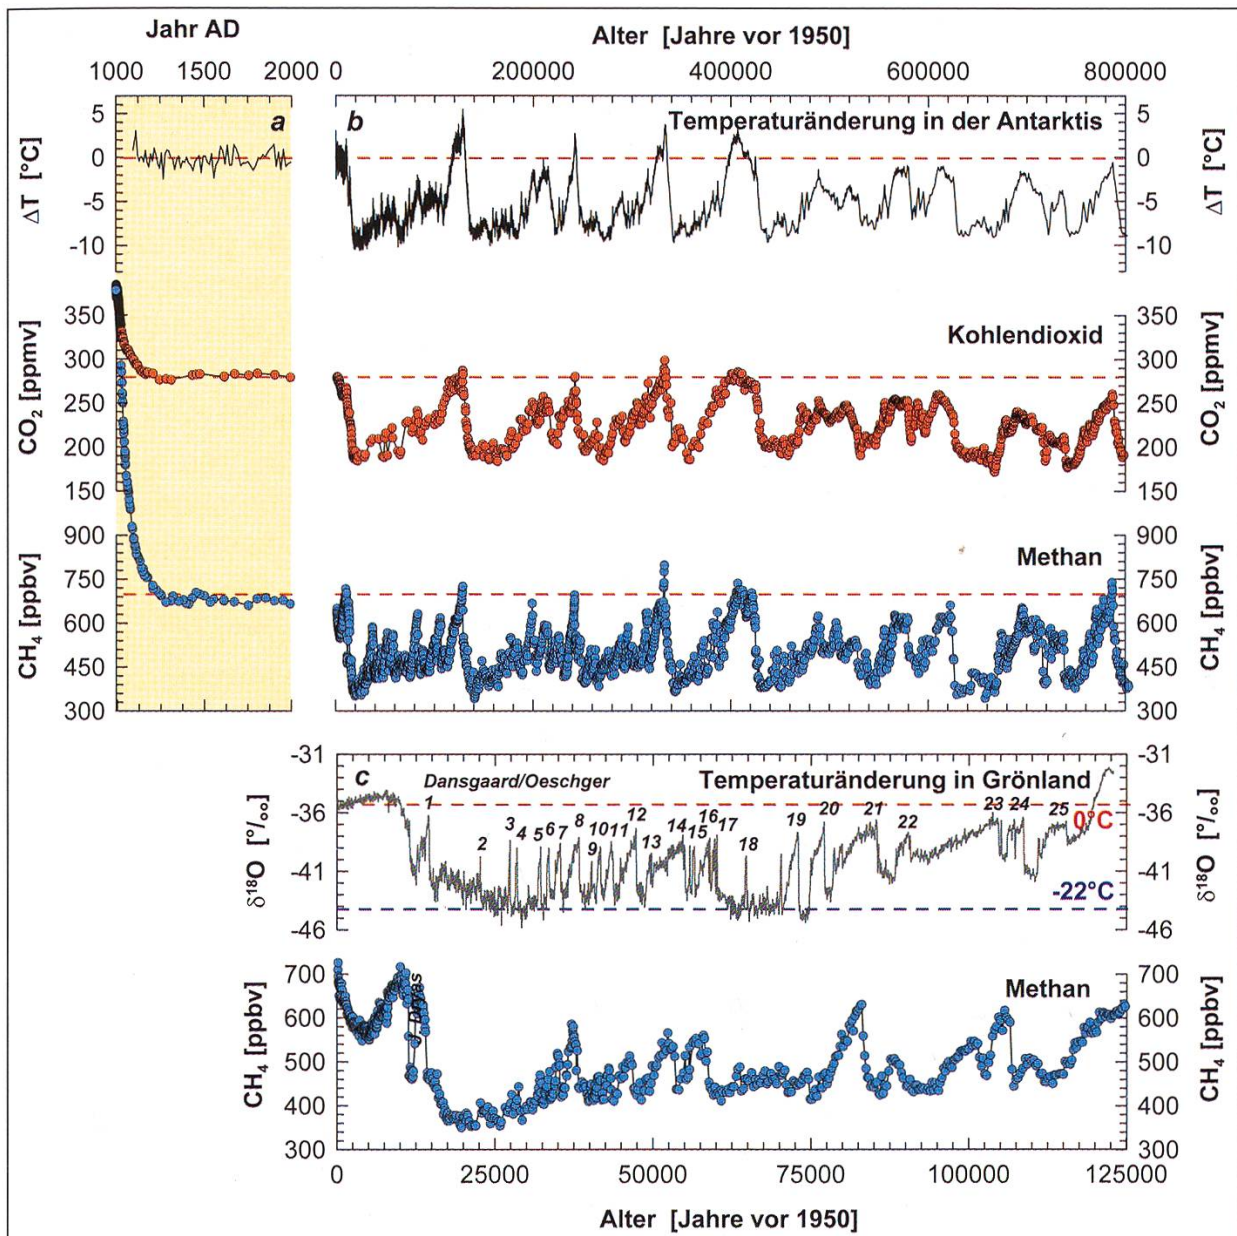 Jahr AD
Alter [Jahre vor 1950]
1000 1500 2000
0 200000 400000 600000 800000
a
b
Temperaturänderung in der Antarktis
5
0
-5
-10
ΔT [°C]
5
0
-5
-10
ΔT [°C]
Kohlendioxid
350
300
250
200
150
CO₂ [ppmv]
350
300
250
200
150
CO₂ [ppmv]
Methan
900
750
600
450
300
CH₄ [ppbv]
900
750
600
450
300
CH₄ [ppbv]
c
Dansgaard/Oeschger
Temperaturänderung in Grönland
-31
-36
-41
-46
δ¹⁸O [°/₀₀]
1 2 3 4 5 6 7 8 9 10 11 12 13 14 15 16 17 18 19 20 21 22 23 24 25
0°C
-22°C
-31
-36
-41
-46
δ¹⁸O [°/₀₀]
Methan
J Dryas
700
600
500
400
300
CH₄ [ppbv]
700
600
500
400
300
CH₄ [ppbv]
0 25000 50000 75000 100000 125000
Alter [Jahre vor 1950]